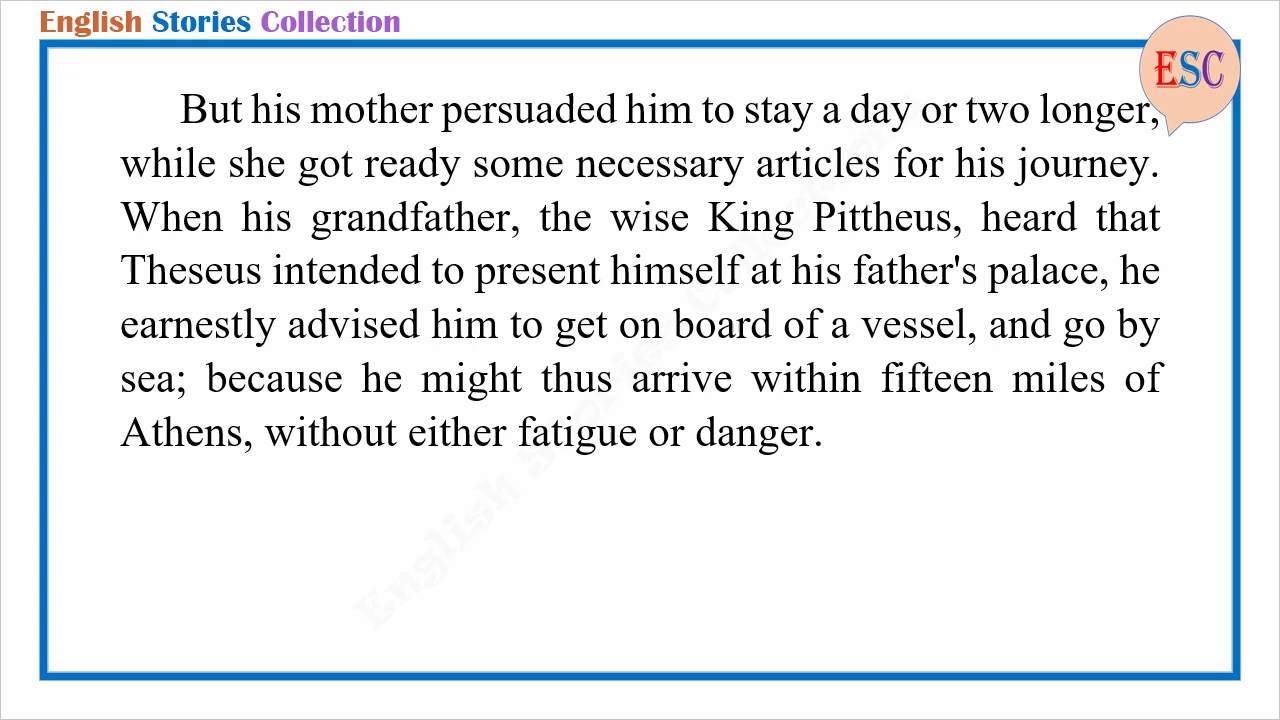 English Stories Collection
ESC
But his mother persuaded him to stay a day or two longer,
while she got ready some necessary articles for his journey.
When his grandfather, the wise King Pittheus, heard that
Theseus intended to present himself at his father's palace, he
earnestly advised him to get on board of a vessel, and go by
sea; because he might thus arrive within fifteen miles of
Athens, without either fatigue or danger.
English Stories Collection